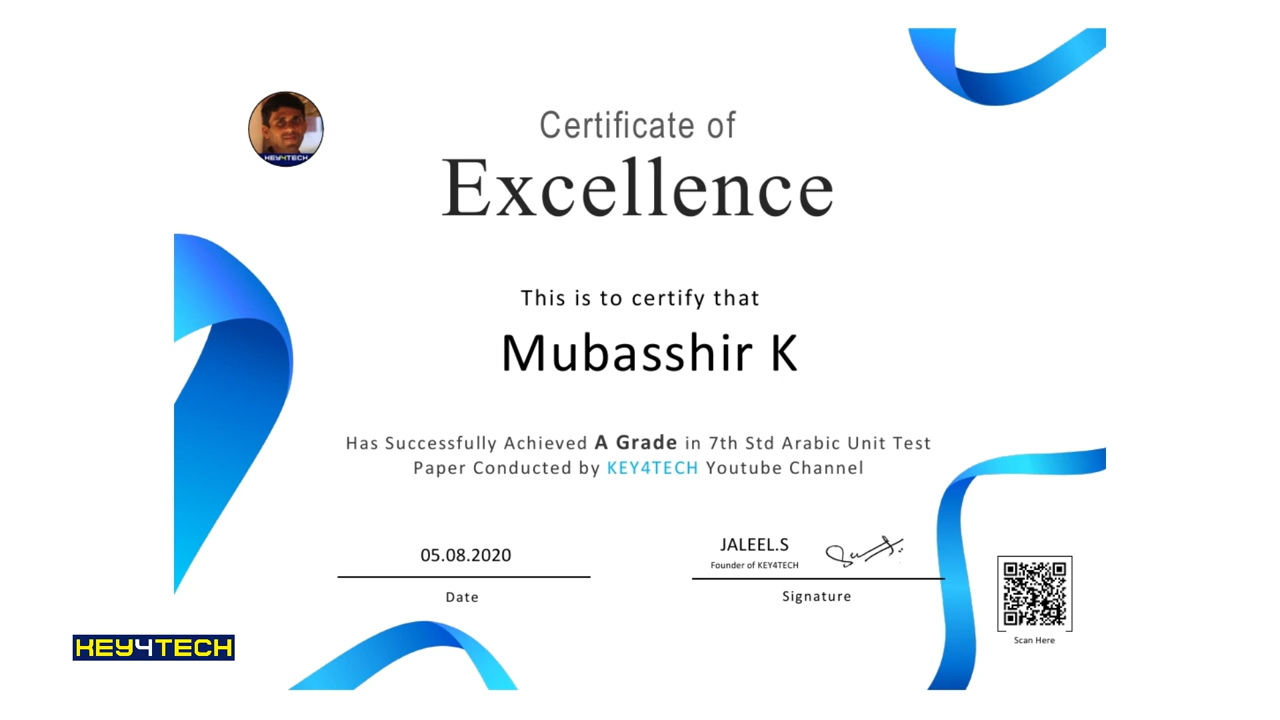 KEY4TECH
Certificate of
Excellence
This is to certify that
Mubasshir K
Has Successfully Achieved A Grade in 7th Std Arabic Unit Test
Paper Conducted by KEY4TECH Youtube Channel
05.08.2020
Date
JALEEL.S
Founder of KEY4TECH
Signature
Scan Here
KEY4TECH